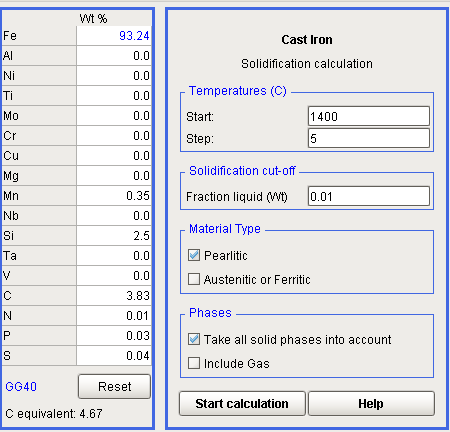 Wt %
Fe 93.24
Al 0.0
Ni 0.0
Ti 0.0
Mo 0.0
Cr 0.0
Cu 0.0
Mg 0.0
Mn 0.35
Nb 0.0
Si 2.5
Ta 0.0
V 0.0
C 3.83
N 0.01
P 0.03
S 0.04
GG40 Reset
C equivalent: 4.67
Cast Iron
Solidification calculation
Temperatures (C)
Start: 1400
Step: 5
Solidification cut-off
Fraction liquid (Wt) 0.01
Material Type
Pearlitic
Austenitic or Ferritic
Phases
Take all solid phases into account
Include Gas
Start calculation Help